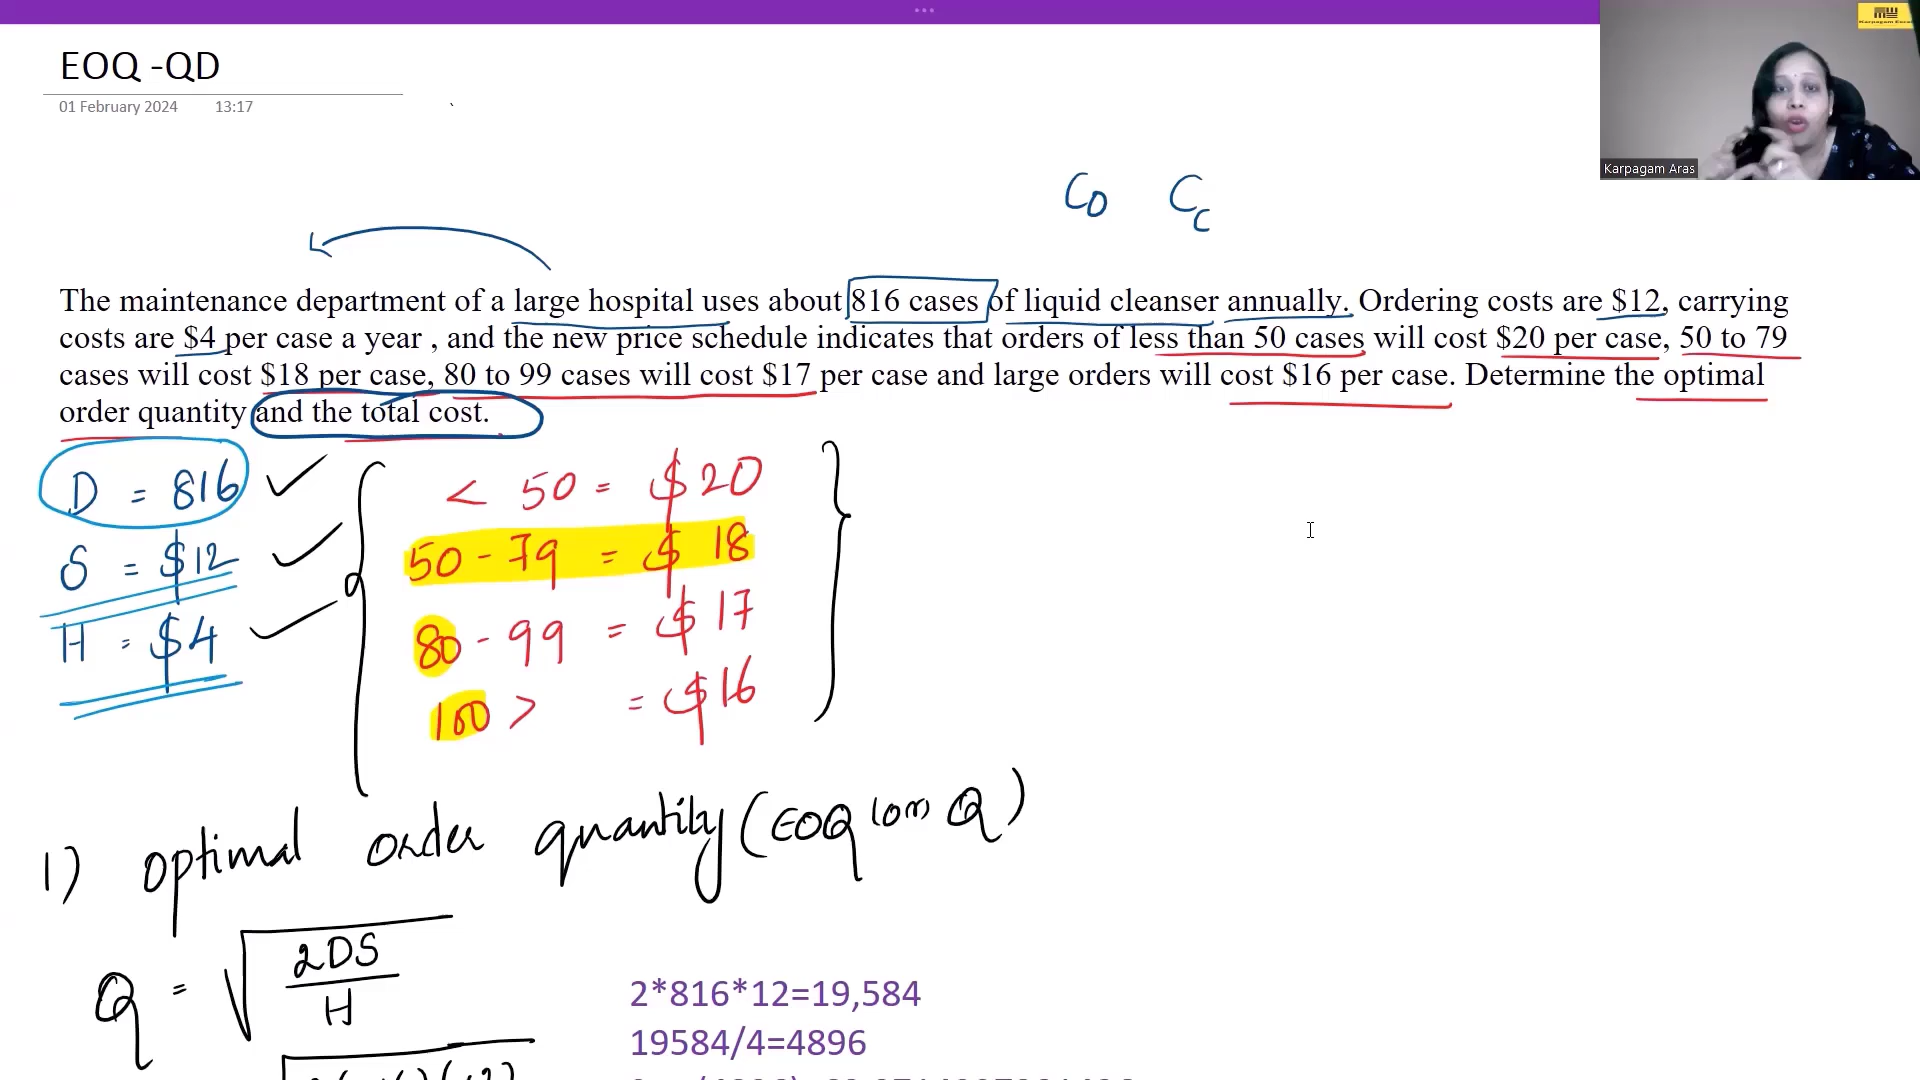 EOQ -QD
01 February 2024 13:17
Karpagam Aras
Co Cc
The maintenance department of a large hospital uses about 816 cases of liquid cleanser annually. Ordering costs are $12, carrying
costs are $4 per case a year , and the new price schedule indicates that orders of less than 50 cases will cost $20 per case, 50 to 79
cases will cost $18 per case, 80 to 99 cases will cost $17 per case and large orders will cost $16 per case. Determine the optimal
order quantity and the total cost.
D = 816
S = $12
H = $4
< 50 = $20
50 - 79 = $ 18
80 - 99 = $ 17
100 > = $16
1) optimal order quantity (EOQ (or) Q)
Q = √ 2DS
H
2*816*12=19,584
19584/4=4896